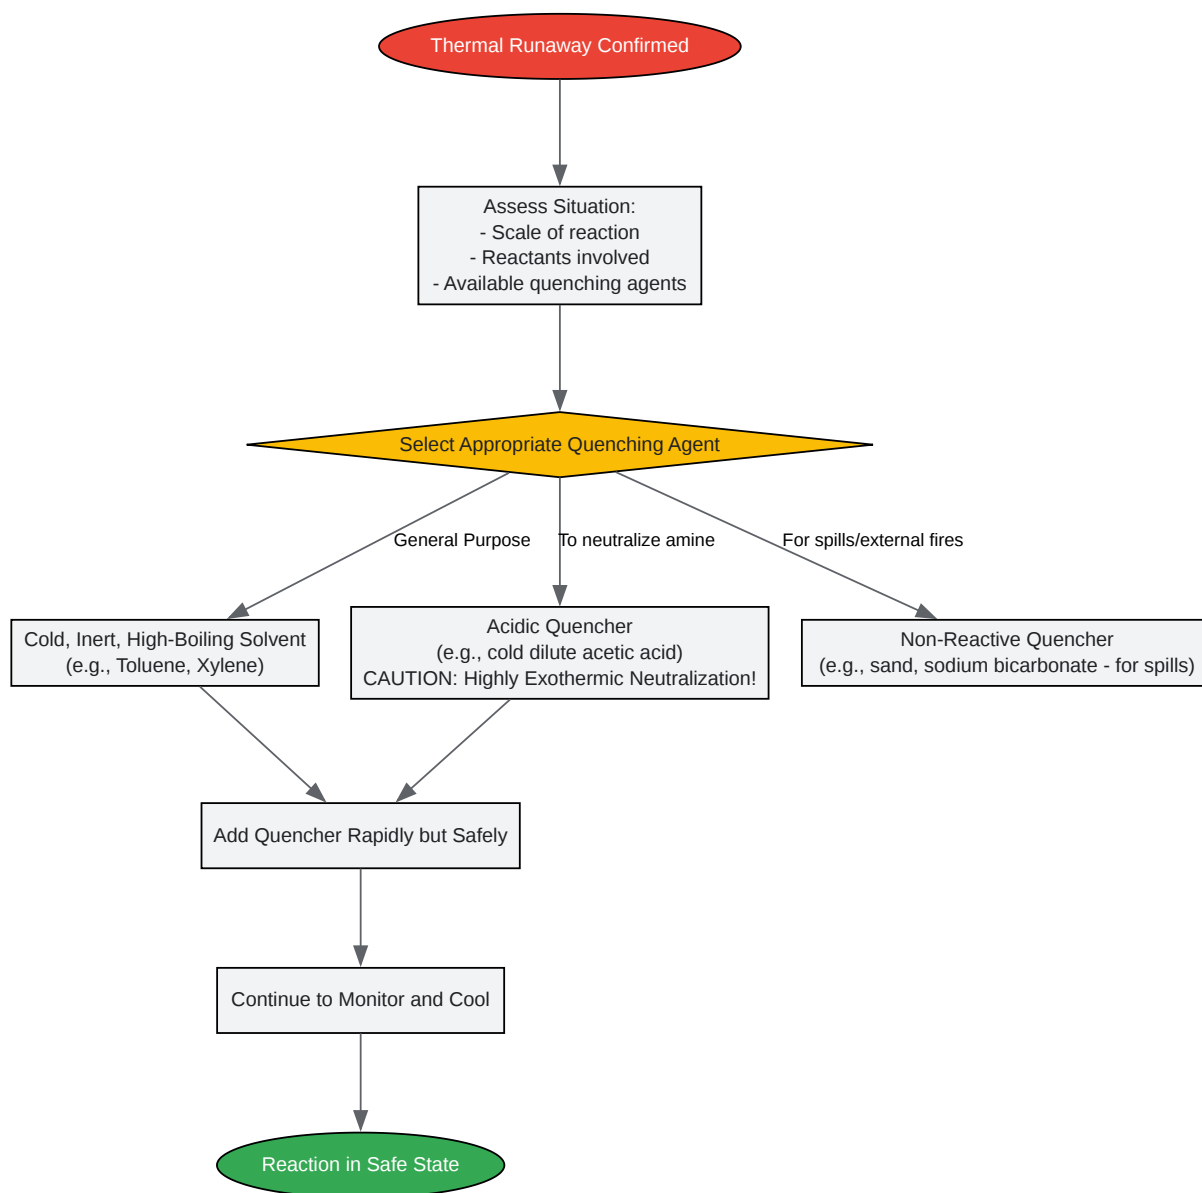 Thermal Runaway Confirmed
Assess Situation:
- Scale of reaction
- Reactants involved
- Available quenching agents
Select Appropriate Quenching Agent
General Purpose
To neutralize amine
For spills/external fires
Cold, Inert, High-Boiling Solvent
(e.g., Toluene, Xylene)
Acidic Quencher
(e.g., cold dilute acetic acid)
CAUTION: Highly Exothermic Neutralization!
Non-Reactive Quencher
(e.g., sand, sodium bicarbonate - for spills)
Add Quencher Rapidly but Safely
Continue to Monitor and Cool
Reaction in Safe State